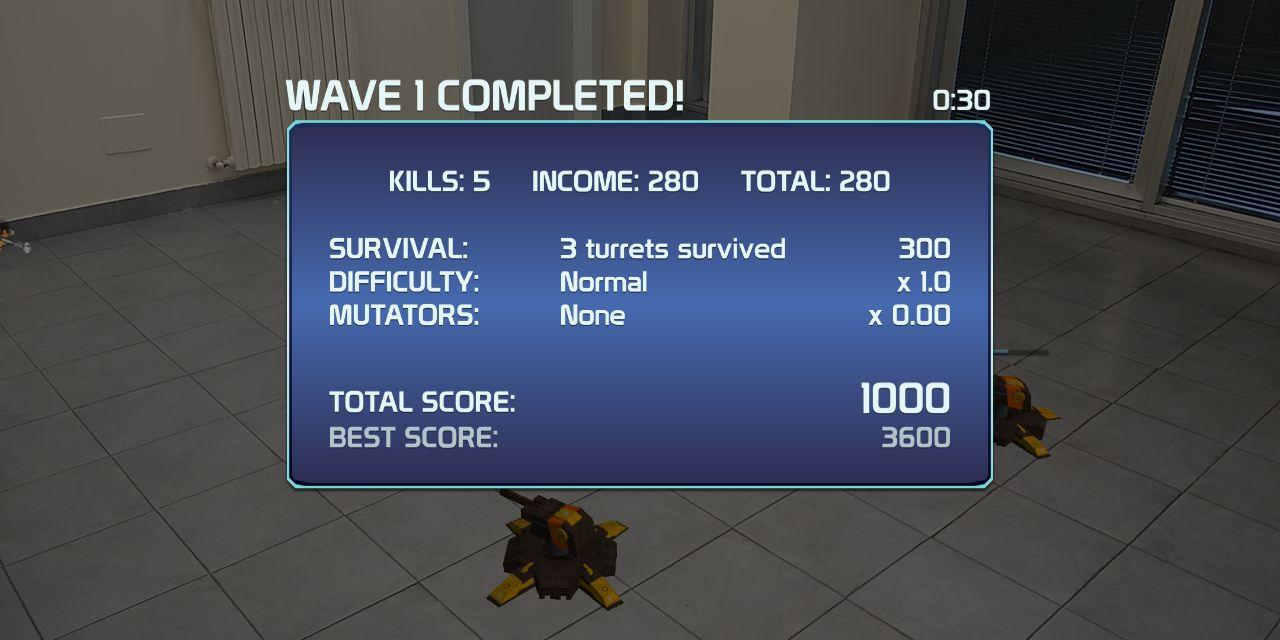 WAVE 1 COMPLETED! 0:30
KILLS: 5 INCOME: 280 TOTAL: 280
SURVIVAL: 3 turrets survived 300
DIFFICULTY: Normal x 1.0
MUTATORS: None x 0.00
TOTAL SCORE: 1000
BEST SCORE: 3600